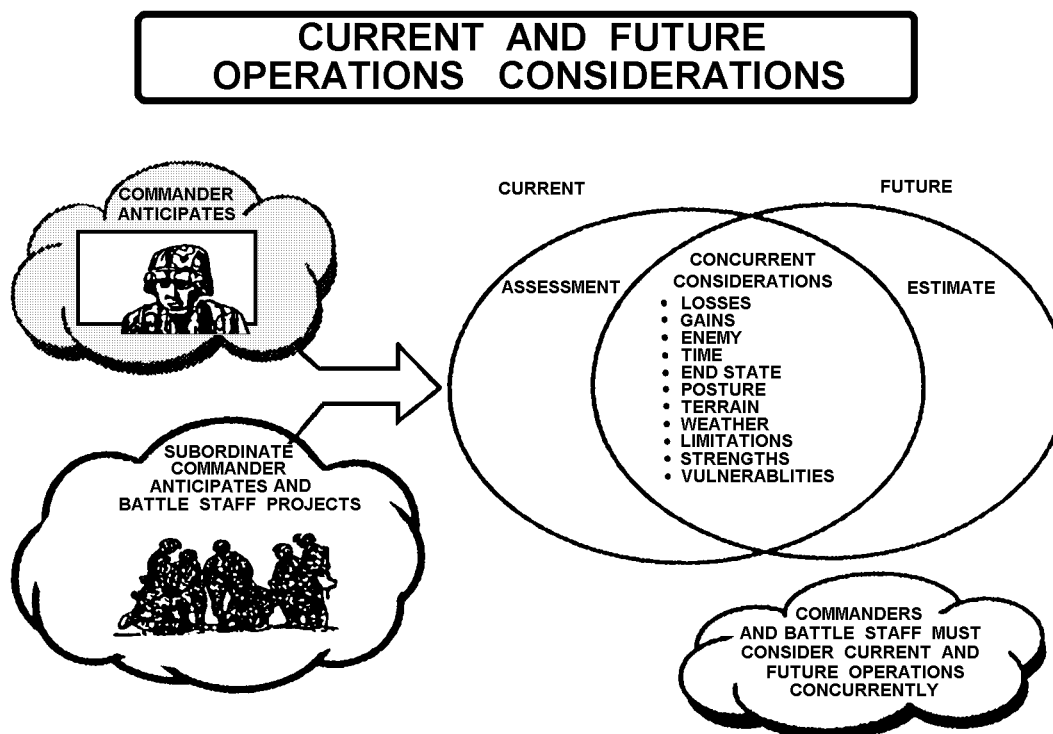 CURRENT AND FUTURE
OPERATIONS CONSIDERATIONS
COMMANDER
ANTICIPATES
SUBORDINATE
COMMANDER
ANTICIPATES AND
BATTLE STAFF PROJECTS
CURRENT
FUTURE
ASSESSMENT
CONCURRENT
CONSIDERATIONS
• LOSSES
• GAINS
• ENEMY
• TIME
• END STATE
• POSTURE
• TERRAIN
• WEATHER
• LIMITATIONS
• STRENGTHS
• VULNERABLITIES
ESTIMATE
COMMANDERS
AND BATTLE STAFF MUST
CONSIDER CURRENT AND
FUTURE OPERATIONS
CONCURRENTLY